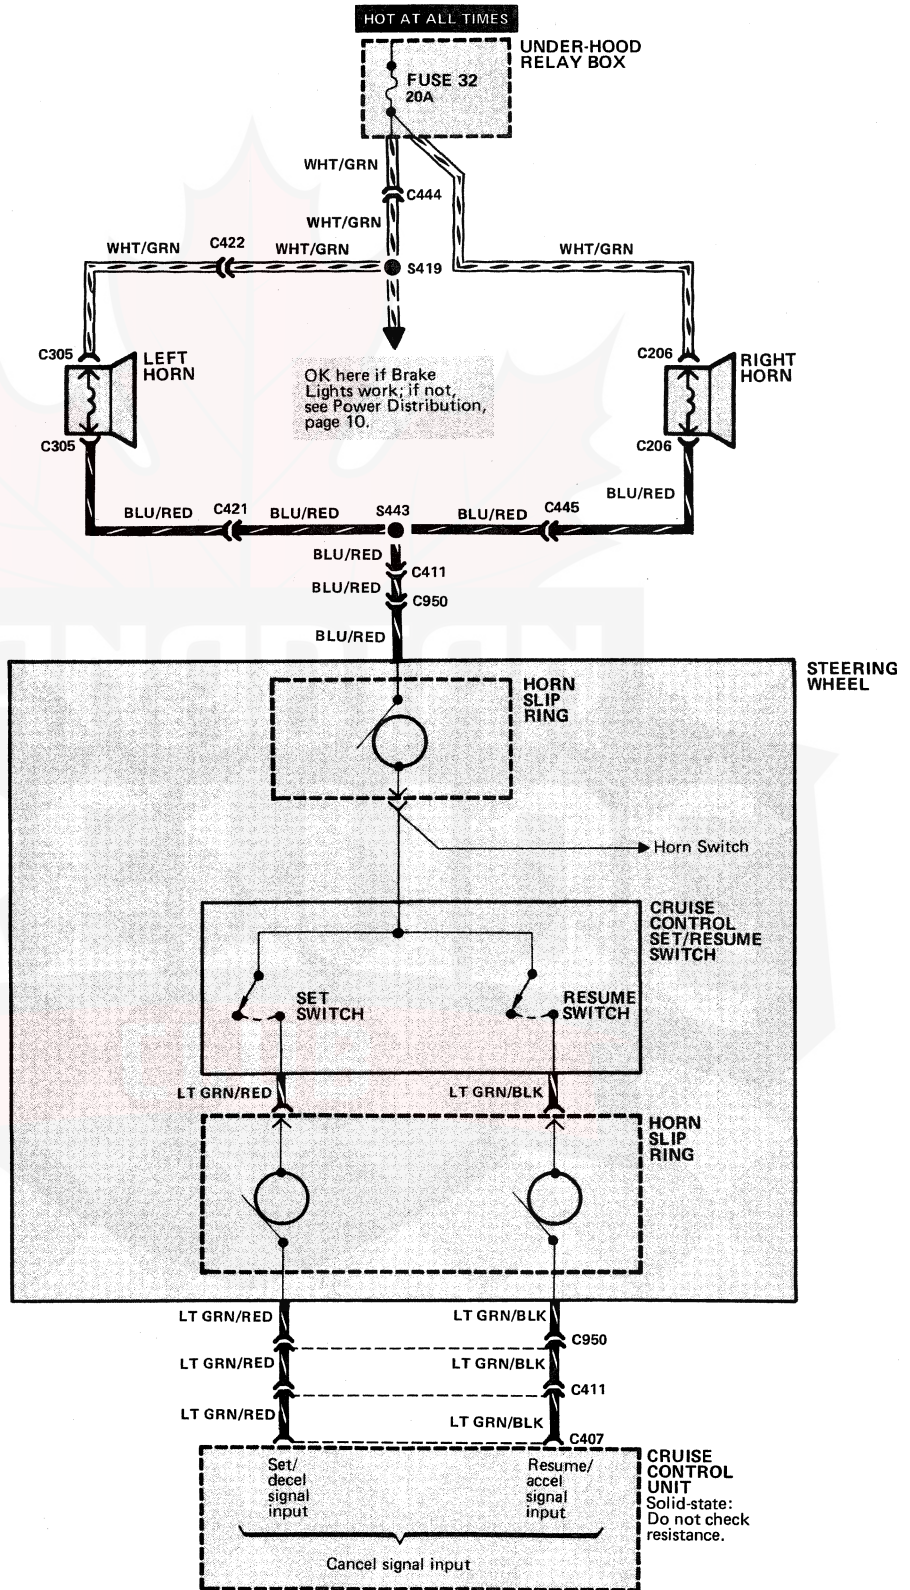 HOT AT ALL TIMES
UNDER-HOOD
RELAY BOX
FUSE 32
20A
WHT/GRN
C444
WHT/GRN
WHT/GRN
C422
WHT/GRN
S419
WHT/GRN
C305
LEFT
HORN
C206
RIGHT
HORN
OK here if Brake
Lights work; if not,
see Power Distribution,
page 10.
C305
C206
BLU/RED
BLU/RED
C421
BLU/RED
S443
BLU/RED
C445
BLU/RED
C411
BLU/RED
C950
BLU/RED
STEERING
WHEEL
HORN
SLIP
RING
Horn Switch
CRUISE
CONTROL
SET/RESUME
SWITCH
SET
SWITCH
RESUME
SWITCH
LT GRN/RED
LT GRN/BLK
HORN
SLIP
RING
LT GRN/RED
LT GRN/BLK
C950
LT GRN/RED
LT GRN/BLK
C411
LT GRN/RED
LT GRN/BLK
C407
CRUISE
CONTROL
UNIT
Solid-state:
Do not check
resistance.
Set/
decel
signal
input
Resume/
accel
signal
input
Cancel signal input